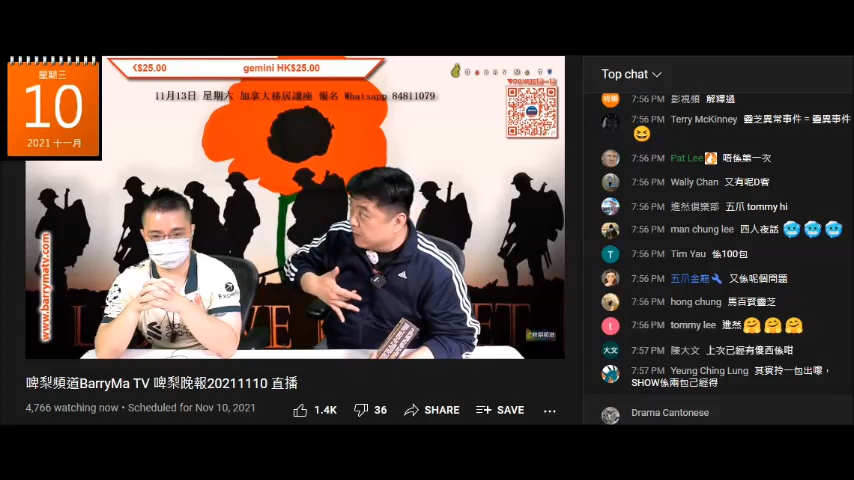 星期三
10
2021 十一月
K$25.00
gemini HK$25.00
11月13日 星期六 加拿大移居講座 報名 Whatsapp 84811079
www.barrymatv.com
啤梨頻道BarryMa TV 啤梨晚報20211110 直播
4,766 watching now • Scheduled for Nov 10, 2021
1.4K
36
SHARE
SAVE
Top chat
7:56 PM 影視頻 解釋過
7:56 PM Terry McKinney 靈芝異常事件 = 靈異事件
7:56 PM Pat Lee 唔係第一次
7:56 PM Wally Chan 又有呢D客
7:56 PM 進然俱樂部 五爪 tommy hi
7:56 PM man chung lee 四人夜話
7:56 PM Tim Yau 係100包
7:56 PM 五爪金龍 又係呢個問題
7:56 PM hong chung 馬百賢靈芝
7:56 PM tommy lee 進然
7:57 PM 陳大文 上次已經有傻西係咁
7:57 PM Yeung Ching Lung 其實拎一包出嚟，
SHOW係兩包已經得
Drama Cantonese